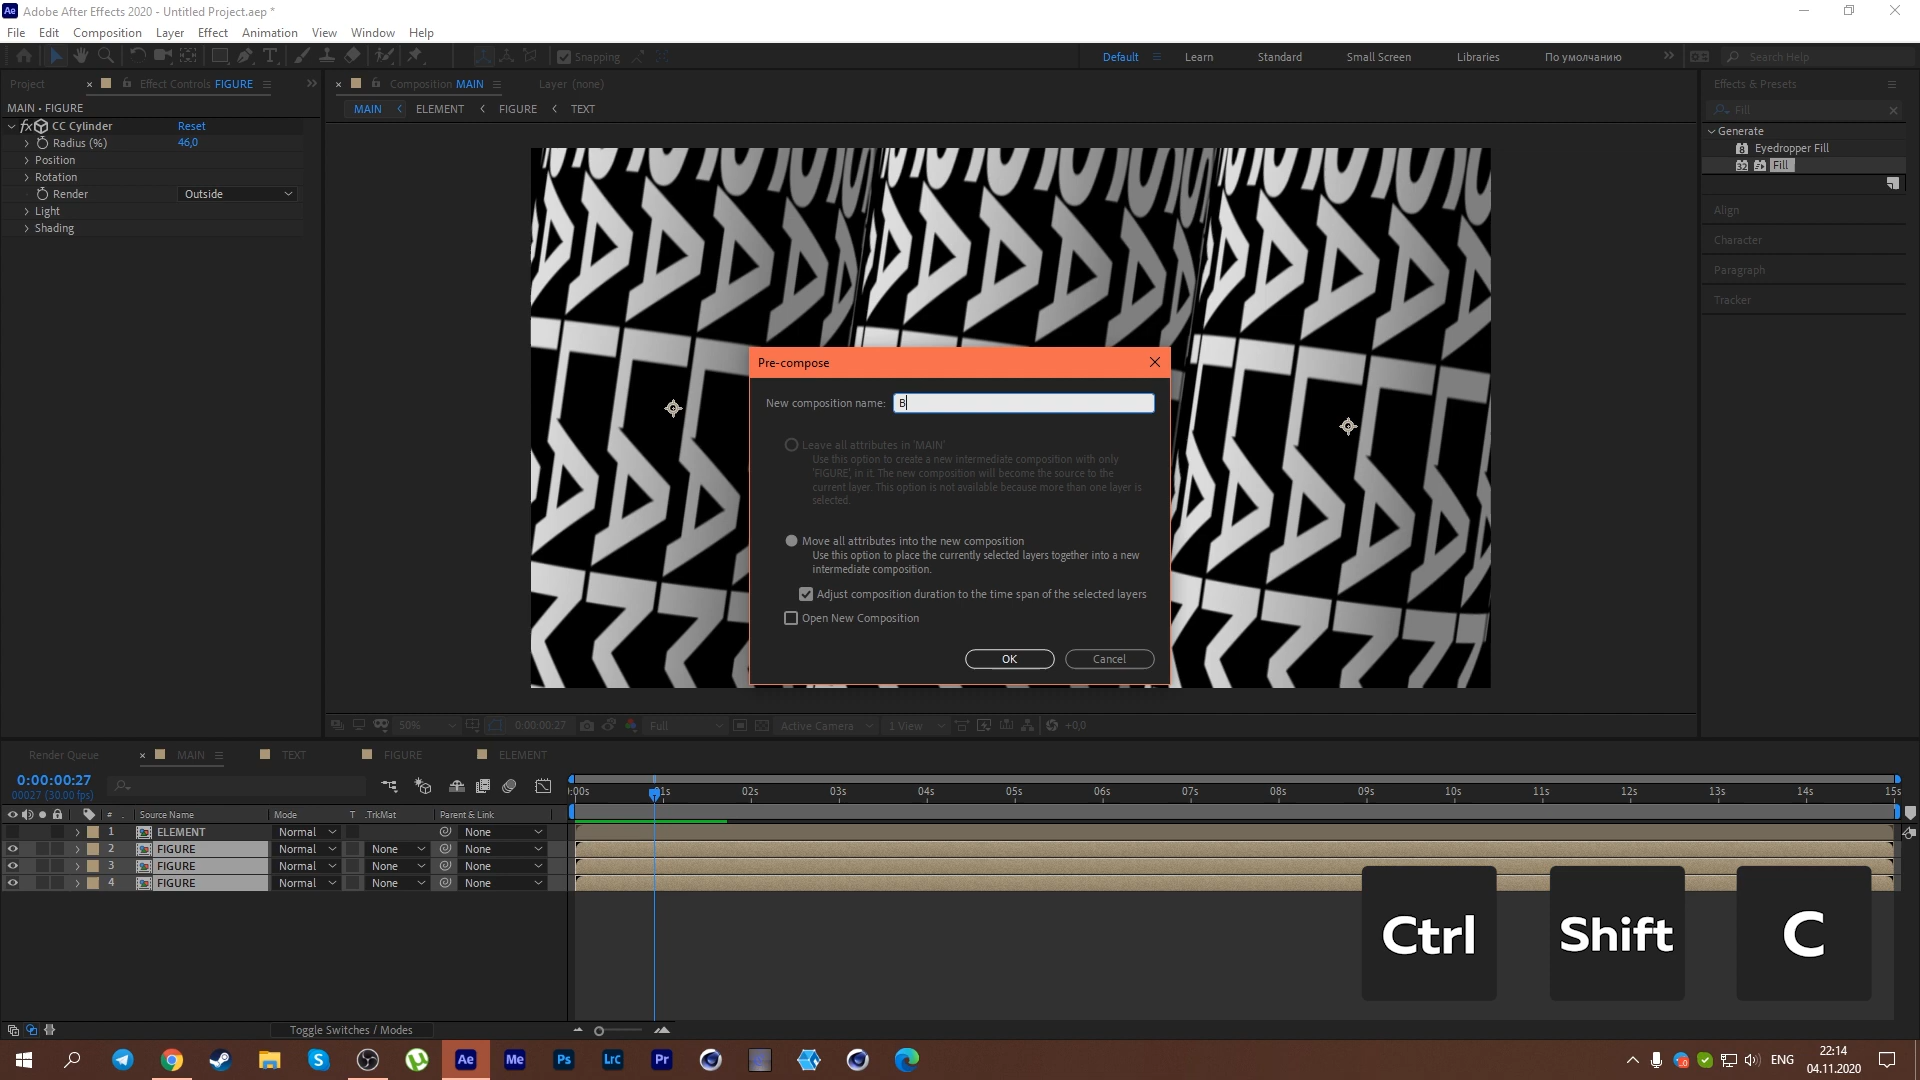 Adobe After Effects 2020 - Untitled Project.aep *
File Edit Composition Layer Effect Animation View Window Help
Snapping
Default Learn Standard Small Screen Libraries По умолчанию Search Help
Project Effect Controls FIGURE
Composition MAIN Layer (none)
Effects & Presets
MAIN • FIGURE
MAIN ELEMENT FIGURE TEXT
Fill
fx CC Cylinder Reset
Radius (%) 46,0
Position
Rotation
Render Outside
Light
Shading
Generate
Eyedropper Fill
Fill
Align
Character
Paragraph
Tracker
Pre-compose
New composition name: B
Leave all attributes in 'MAIN'
Use this option to create a new intermediate composition with only
'FIGURE', in it. The new composition will become the source to the
current layer. This option is not available because more than one layer is
selected.
Move all attributes into the new composition
Use this option to place the currently selected layers together into a new
intermediate composition.
Adjust composition duration to the time span of the selected layers
Open New Composition
OK Cancel
50% 0:00:00:27 Full Active Camera 1 View +0,0
Render Queue MAIN TEXT FIGURE ELEMENT
0:00:00:27
00027 (30.00 fps)
:00s 01s 02s 03s 04s 05s 06s 07s 08s 09s 10s 11s 12s 13s 14s 15s
# Source Name Mode T .TrkMat Parent & Link
1 ELEMENT Normal None
2 FIGURE Normal None None
3 FIGURE Normal None None
4 FIGURE Normal None None
Ctrl Shift C
Toggle Switches / Modes
Ae Me Ps LrC Pr
ENG
22:14
04.11.2020